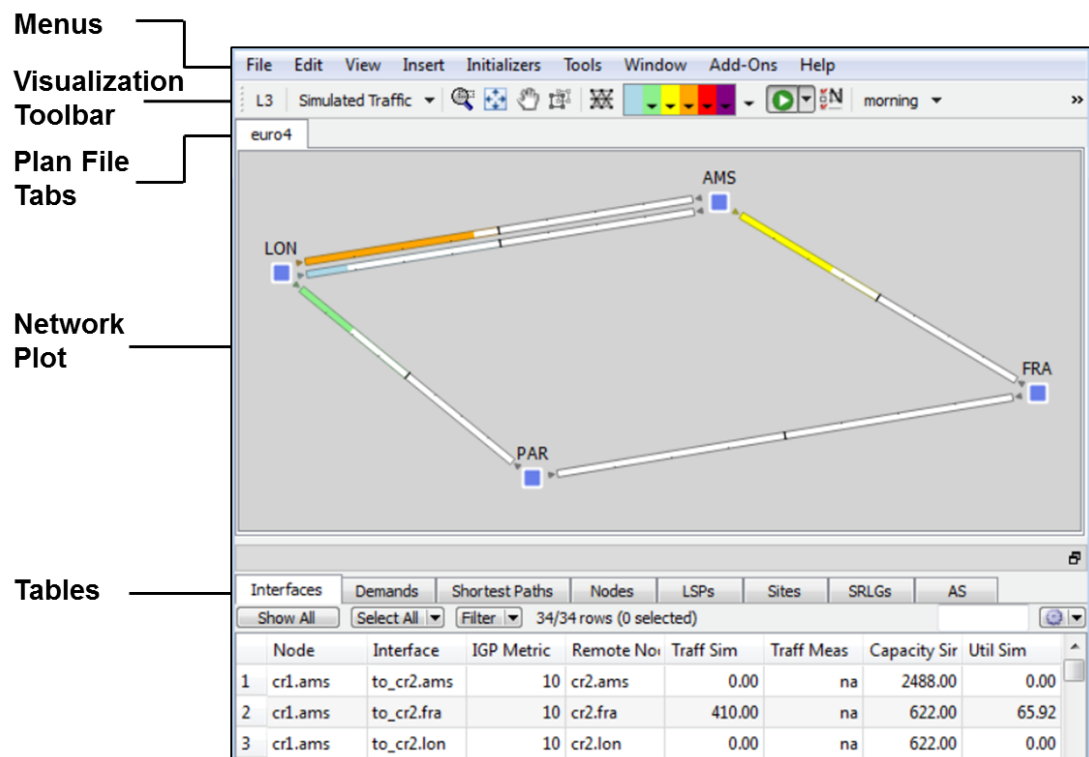 Menus
Visualization
Toolbar
Plan File
Tabs
Network
Plot
Tables
File Edit View Insert Initializers Tools Window Add-Ons Help
L3 Simulated Traffic morning »
euro4
AMS
LON
FRA
PAR
Interfaces Demands Shortest Paths Nodes LSPs Sites SRLGs AS
Show All Select All Filter 34/34 rows (0 selected)
Node Interface IGP Metric Remote No Traff Sim Traff Meas Capacity Sir Util Sim
1 cr1.ams to_cr2.ams 10 cr2.ams 0.00 na 2488.00 0.00
2 cr1.ams to_cr2.fra 10 cr2.fra 410.00 na 622.00 65.92
3 cr1.ams to_cr2.lon 10 cr2.lon 0.00 na 622.00 0.00